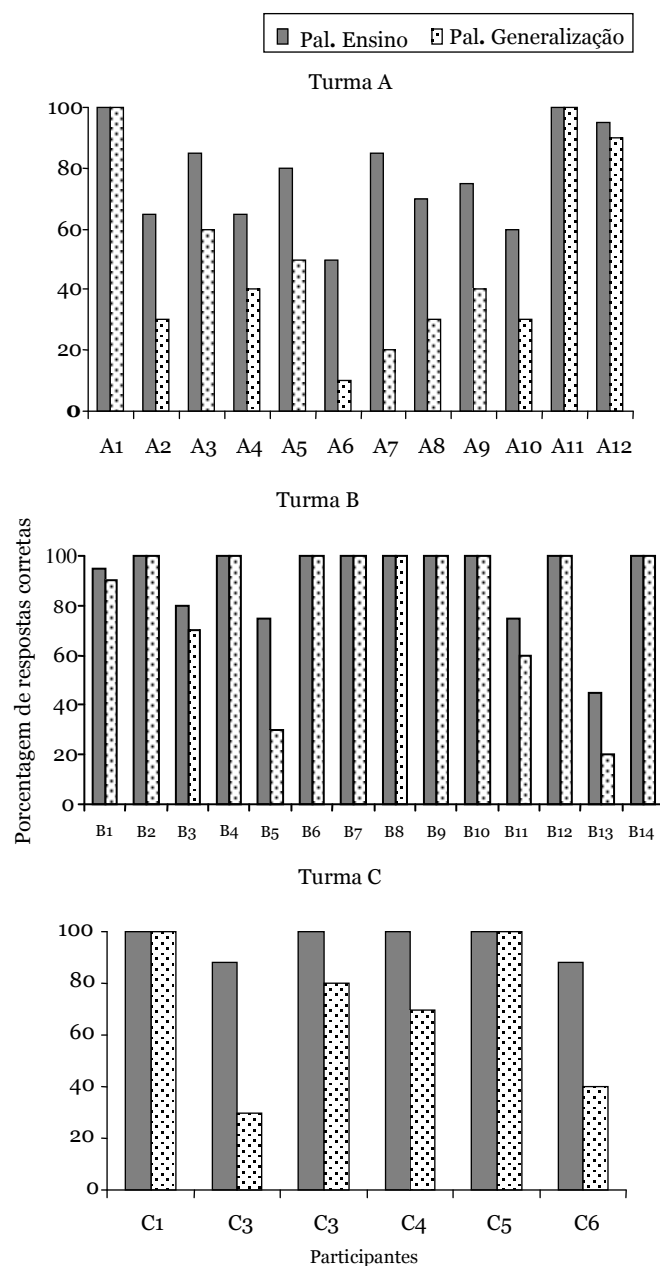 Pal. Ensino Pal. Generalização
Turma A
100
80
60
40
20
0
A1 A2 A3 A4 A5 A6 A7 A8 A9 A10 A11 A12
Porcentagem de respostas corretas
Turma B
100
80
60
40
20
0
B1 B2 B3 B4 B5 B6 B7 B8 B9 B10 B11 B12 B13 B14
Turma C
100
80
60
40
20
0
C1 C3 C3 C4 C5 C6
Participantes